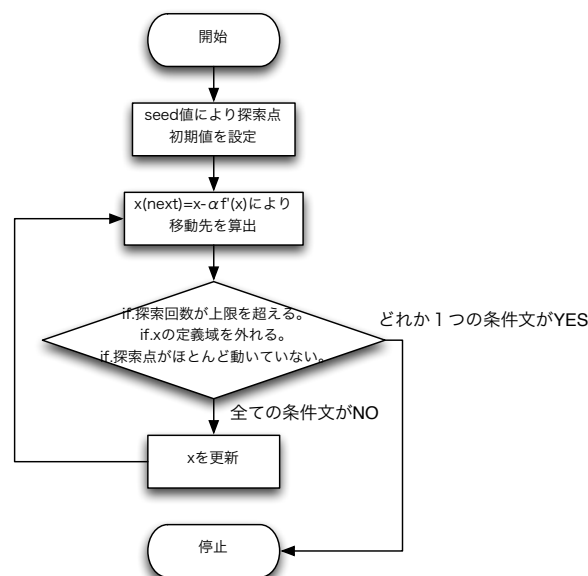 開始
seed値により探索点
初期値を設定
x(next)=x-αf'(x)により
移動先を算出
if.探索回数が上限を超える。
if.xの定義域を外れる。
if.探索点がほとんど動いていない。
どれか１つの条件文がYES
全ての条件文がNO
xを更新
停止